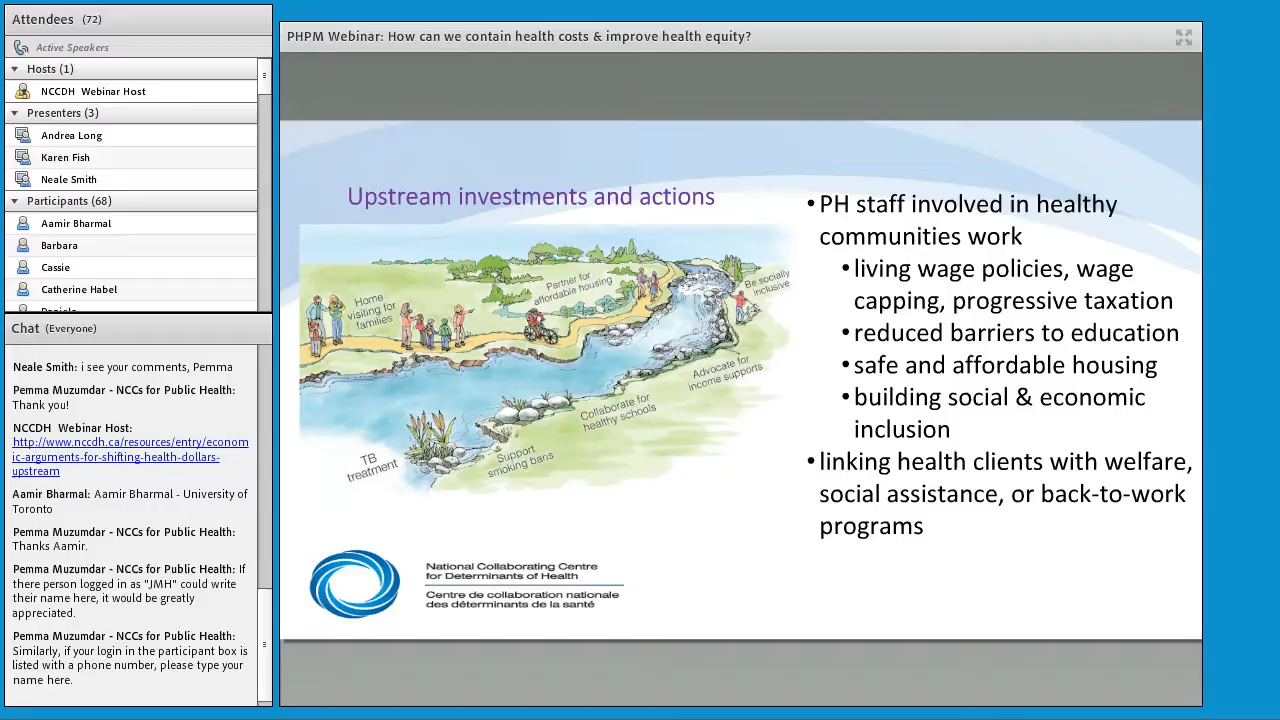 Attendees (72)
Active Speakers
Hosts (1)
NCCDH Webinar Host
Presenters (3)
Andrea Long
Karen Fish
Neale Smith
Participants (68)
Aamir Bharmal
Barbara
Cassie
Catherine Habel
Chat (Everyone)
Neale Smith: i see your comments, Pemma
Pemma Muzumdar - NCCs for Public Health:
Thank you!
NCCDH Webinar Host:
http://www.nccdh.ca/resources/entry/econom
ic-arguments-for-shifting-health-dollars-
upstream
Aamir Bharmal: Aamir Bharmal - University of
Toronto
Pemma Muzumdar - NCCs for Public Health:
Thanks Aamir.
Pemma Muzumdar - NCCs for Public Health: If
there person logged in as "JMH" could write
their name here, it would be greatly
appreciated.
Pemma Muzumdar - NCCs for Public Health:
Similarly, if your login in the participant box is
listed with a phone number, please type your
name here.
PHPM Webinar: How can we contain health costs & improve health equity?
Upstream investments and actions
Home
visiting for
families
Partner for
affordable housing
Be socially
inclusive
Advocate for
income supports
Collaborate for
healthy schools
Support
smoking bans
TB
treatment
•PH staff involved in healthy
communities work
•living wage policies, wage
capping, progressive taxation
•reduced barriers to education
•safe and affordable housing
•building social & economic
inclusion
•linking health clients with welfare,
social assistance, or back-to-work
programs
National Collaborating Centre
for Determinants of Health
Centre de collaboration nationale
des déterminants de la santé